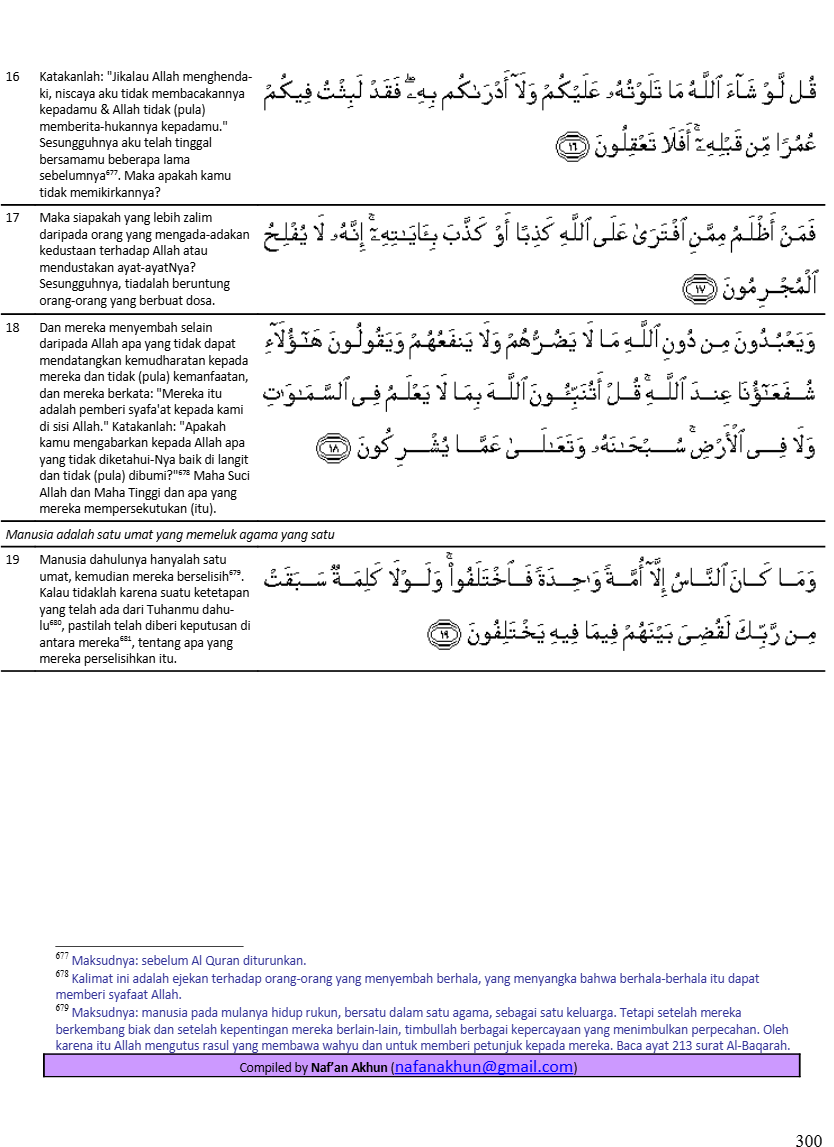 16 Katakanlah: "Jikalau Allah menghenda-
ki, niscaya aku tidak membacakannya
kepadamu & Allah tidak (pula)
memberita-hukannya kepadamu."
Sesungguhnya aku telah tinggal
bersamamu beberapa lama
sebelumnya⁶⁷⁷. Maka apakah kamu
tidak memikirkannya?
قُل لَّوْ شَآءَ ٱللَّهُ مَا تَلَوْتُهُۥ عَلَيْكُمْ وَلَآ أَدْرَىٰكُم بِهِۦ ۖ فَقَدْ لَبِثْتُ فِيكُمْ
عُمُرًا مِّن قَبْلِهِۦٓ ۚ أَفَلَا تَعْقِلُونَ ١٦
17 Maka siapakah yang lebih zalim
daripada orang yang mengada-adakan
kedustaan terhadap Allah atau
mendustakan ayat-ayatNya?
Sesungguhnya, tiadalah beruntung
orang-orang yang berbuat dosa.
فَمَنْ أَظْلَمُ مِمَّنِ ٱفْتَرَىٰ عَلَى ٱللَّهِ كَذِبًا أَوْ كَذَّبَ بِـَٔايَـٰتِهِۦٓ ۚ إِنَّهُۥ لَا يُفْلِحُ
ٱلْمُجْرِمُونَ ١٧
18 Dan mereka menyembah selain
daripada Allah apa yang tidak dapat
mendatangkan kemudharatan kepada
mereka dan tidak (pula) kemanfaatan,
dan mereka berkata: "Mereka itu
adalah pemberi syafa'at kepada kami
di sisi Allah." Katakanlah: "Apakah
kamu mengabarkan kepada Allah apa
yang tidak diketahui-Nya baik di langit
dan tidak (pula) dibumi?"⁶⁷⁸ Maha Suci
Allah dan Maha Tinggi dan apa yang
mereka mempersekutukan (itu).
وَيَعْبُدُونَ مِن دُونِ ٱللَّهِ مَا لَا يَضُرُّهُمْ وَلَا يَنفَعُهُمْ وَيَقُولُونَ هَـٰٓؤُلَآءِ
شُفَعَـٰٓؤُنَا عِندَ ٱللَّهِ ۚ قُلْ أَتُنَبِّـُٔونَ ٱللَّهَ بِمَا لَا يَعْلَمُ فِى ٱلسَّمَـٰوَٰتِ
وَلَا فِى ٱلْأَرْضِ ۚ سُبْحَـٰنَهُۥ وَتَعَـٰلَىٰ عَمَّا يُشْرِكُونَ ١٨
Manusia adalah satu umat yang memeluk agama yang satu
19 Manusia dahulunya hanyalah satu
umat, kemudian mereka berselisih⁶⁷⁹.
Kalau tidaklah karena suatu ketetapan
yang telah ada dari Tuhanmu dahu-
lu⁶⁸⁰, pastilah telah diberi keputusan di
antara mereka⁶⁸¹, tentang apa yang
mereka perselisihkan itu.
وَمَا كَانَ ٱلنَّاسُ إِلَّآ أُمَّةً وَٰحِدَةً فَٱخْتَلَفُوا۟ ۚ وَلَوْلَا كَلِمَةٌ سَبَقَتْ
مِن رَّبِّكَ لَقُضِىَ بَيْنَهُمْ فِيمَا فِيهِ يَخْتَلِفُونَ ١٩
⁶⁷⁷ Maksudnya: sebelum Al Quran diturunkan.
⁶⁷⁸ Kalimat ini adalah ejekan terhadap orang-orang yang menyembah berhala, yang menyangka bahwa berhala-berhala itu dapat
memberi syafaat Allah.
⁶⁷⁹ Maksudnya: manusia pada mulanya hidup rukun, bersatu dalam satu agama, sebagai satu keluarga. Tetapi setelah mereka
berkembang biak dan setelah kepentingan mereka berlain-lain, timbullah berbagai kepercayaan yang menimbulkan perpecahan. Oleh
karena itu Allah mengutus rasul yang membawa wahyu dan untuk memberi petunjuk kepada mereka. Baca ayat 213 surat Al-Baqarah.
Compiled by Naf'an Akhun (nafanakhun@gmail.com)
300